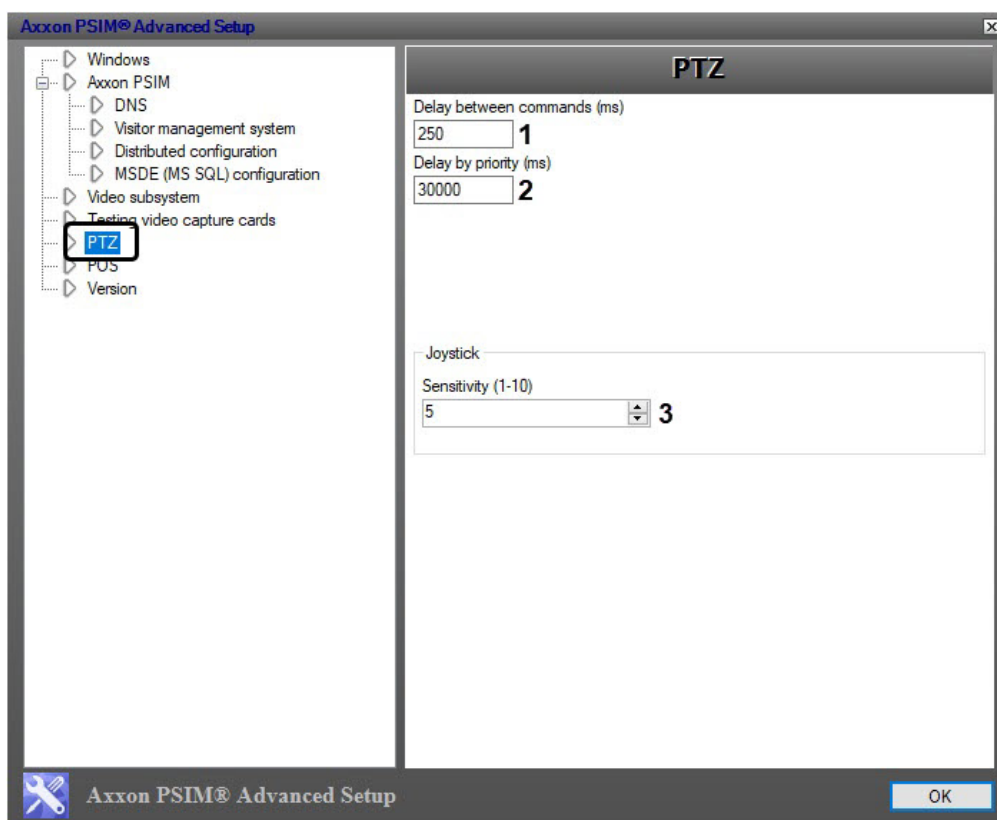 Axxon PSIM® Advanced Setup
Windows
Axxon PSIM
DNS
Visitor management system
Distributed configuration
MSDE (MS SQL) configuration
Video subsystem
Testing video capture cards
PTZ
POS
Version
PTZ
Delay between commands (ms)
250 1
Delay by priority (ms)
30000 2
Joystick
Sensitivity (1-10)
5 3
Axxon PSIM® Advanced Setup
OK